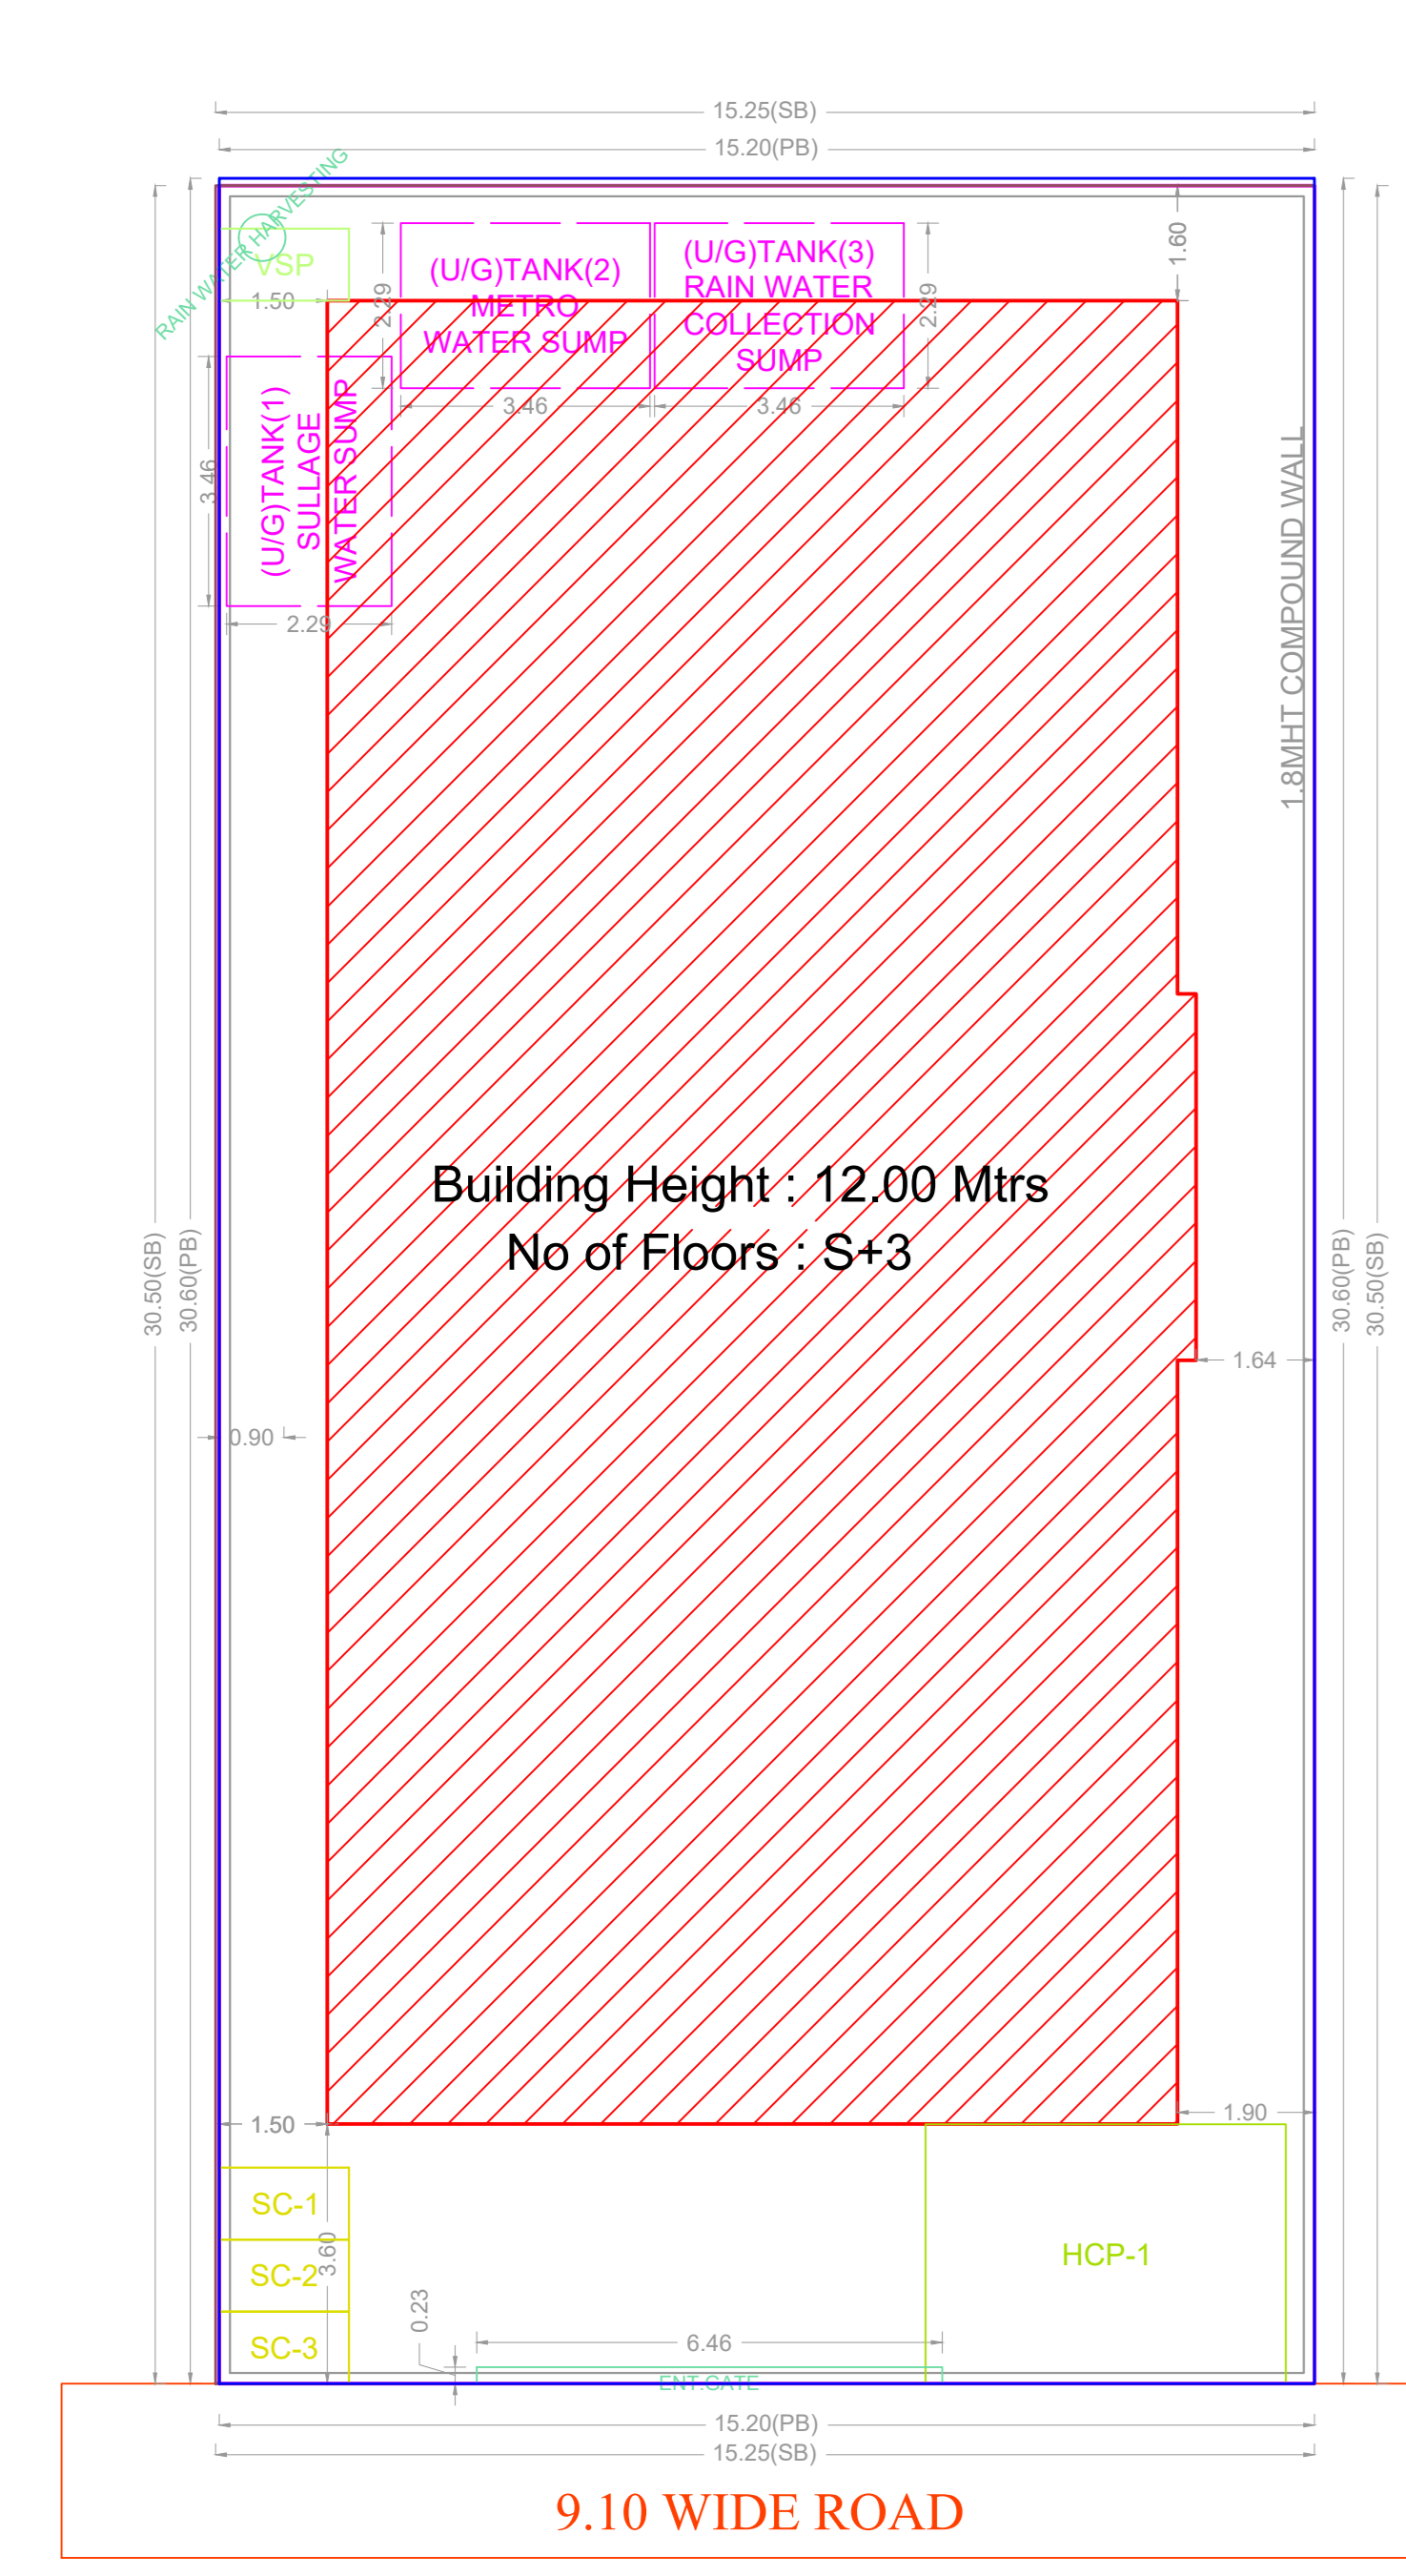 15.25(SB)
15.20(PB)
RAIN WATER HARVESTING
VSP
1.50
(U/G)TANK(2)
METRO
WATER SUMP
2.29
3.46
(U/G)TANK(3)
RAIN WATER
COLLECTION
SUMP
2.29
3.46
1.60
(U/G)TANK(1)
SULLAGE
WATER SUMP
3.46
2.29
1.8MHT COMPOUND WALL
Building Height : 12.00 Mtrs
No of Floors : S+3
30.50(SB)
30.60(PB)
30.60(PB)
30.50(SB)
1.64
0.90
1.50
1.90
SC-1
SC-2
SC-3
3.60
HCP-1
0.23
6.46
ENT.GATE
15.20(PB)
15.25(SB)
9.10 WIDE ROAD